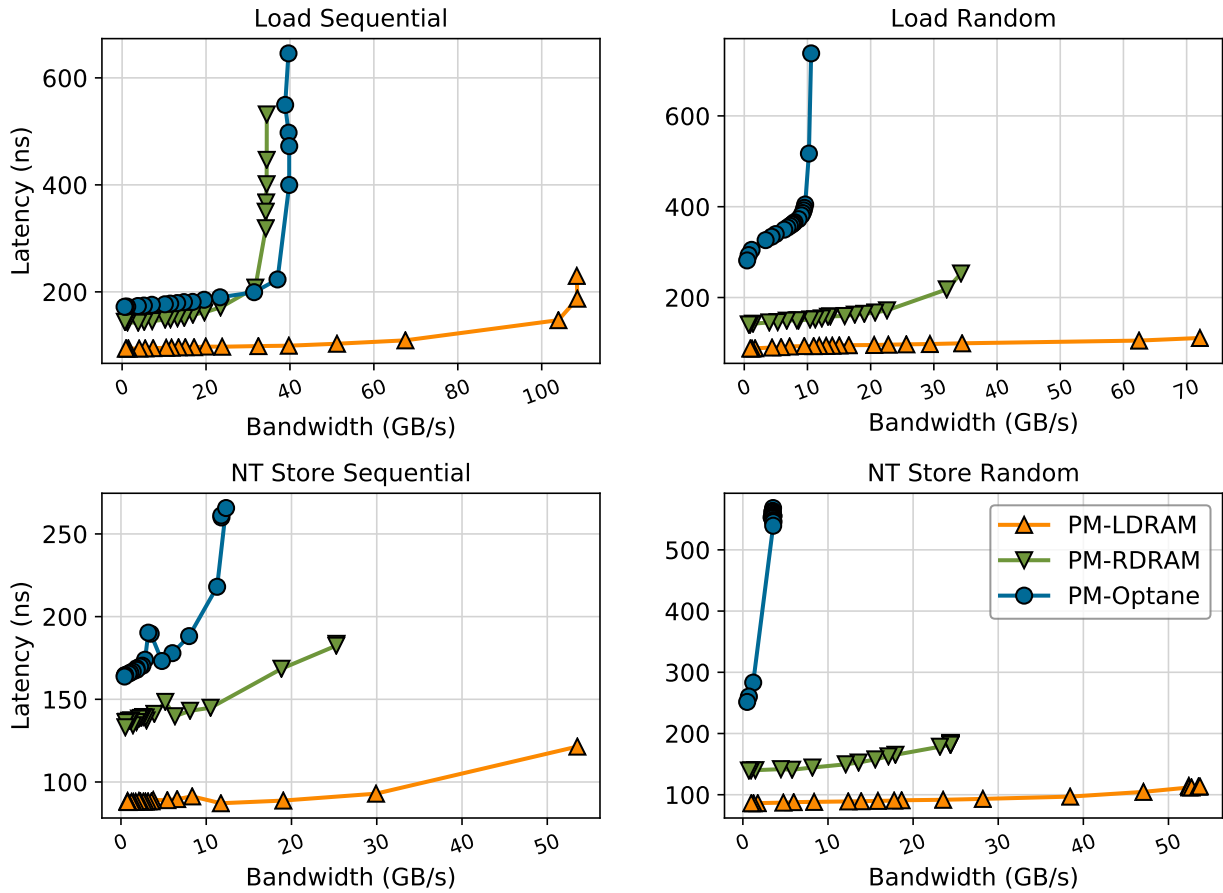 Load Sequential
Latency (ns)
600
400
200
0 20 40 60 80 100
Bandwidth (GB/s)
Load Random
600
400
200
0 10 20 30 40 50 60 70
Bandwidth (GB/s)
NT Store Sequential
Latency (ns)
250
200
150
100
0 10 20 30 40 50
Bandwidth (GB/s)
NT Store Random
500
400
300
200
100
0 10 20 30 40 50
Bandwidth (GB/s)
PM-LDRAM
PM-RDRAM
PM-Optane